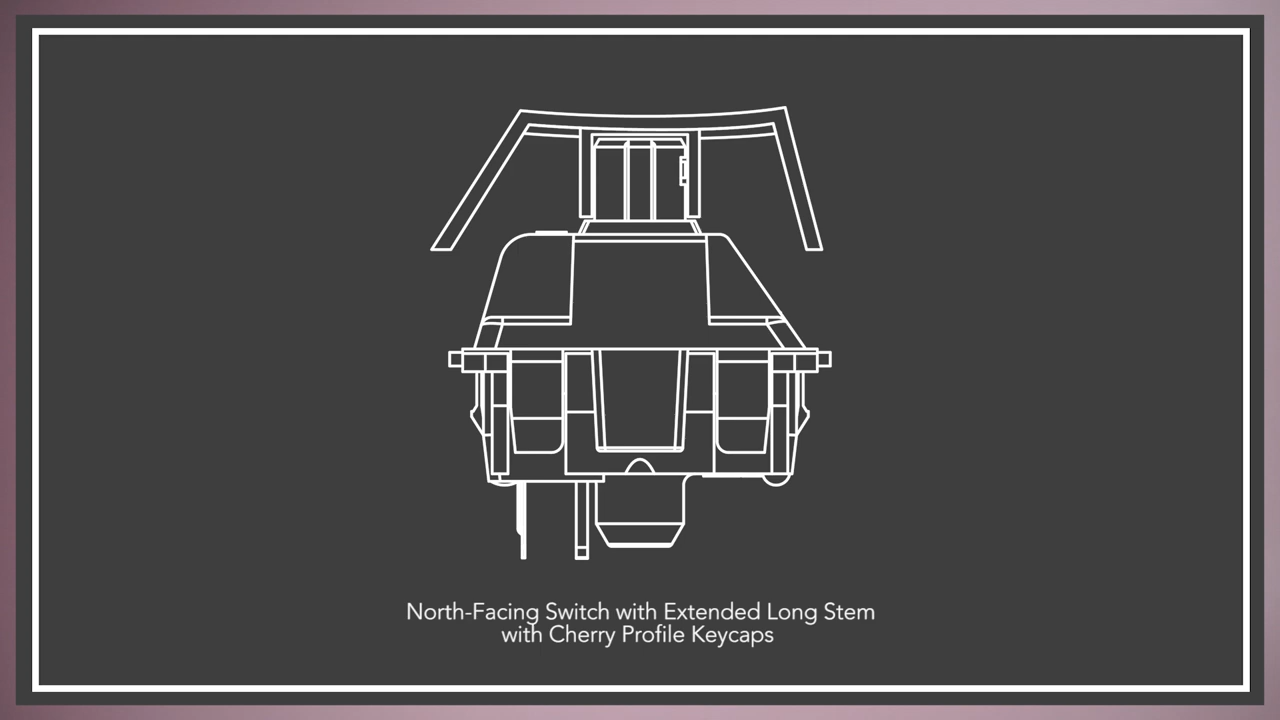 North-Facing Switch with Extended Long Stem
with Cherry Profile Keycaps